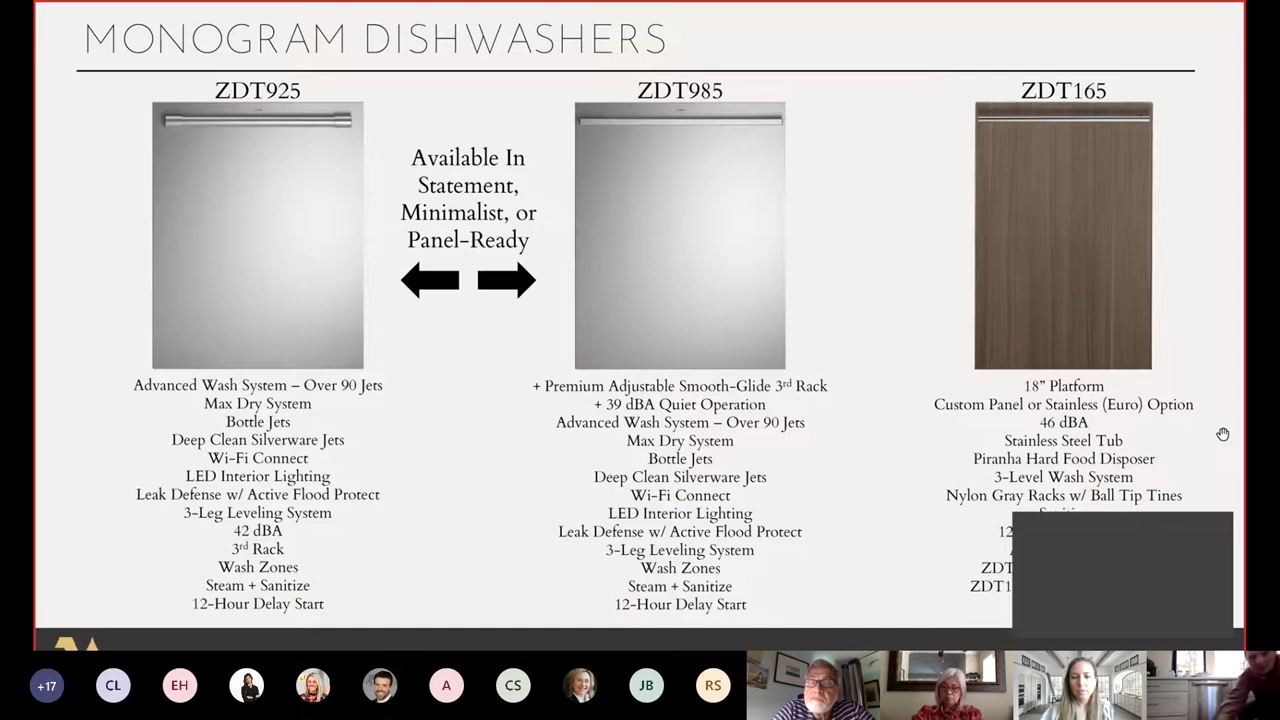 MONOGRAM DISHWASHERS
ZDT925
Available In
Statement,
Minimalist, or
Panel-Ready
Advanced Wash System – Over 90 Jets
Max Dry System
Bottle Jets
Deep Clean Silverware Jets
Wi-Fi Connect
LED Interior Lighting
Leak Defense w/ Active Flood Protect
3-Leg Leveling System
42 dBA
3rd Rack
Wash Zones
Steam + Sanitize
12-Hour Delay Start
ZDT985
+ Premium Adjustable Smooth-Glide 3rd Rack
+ 39 dBA Quiet Operation
Advanced Wash System – Over 90 Jets
Max Dry System
Bottle Jets
Deep Clean Silverware Jets
Wi-Fi Connect
LED Interior Lighting
Leak Defense w/ Active Flood Protect
3-Leg Leveling System
Wash Zones
Steam + Sanitize
12-Hour Delay Start
ZDT165
18” Platform
Custom Panel or Stainless (Euro) Option
46 dBA
Stainless Steel Tub
Piranha Hard Food Disposer
3-Level Wash System
Nylon Gray Racks w/ Ball Tip Tines
12
ZDT
ZDT1
+17
CL
EH
A
CS
JB
RS